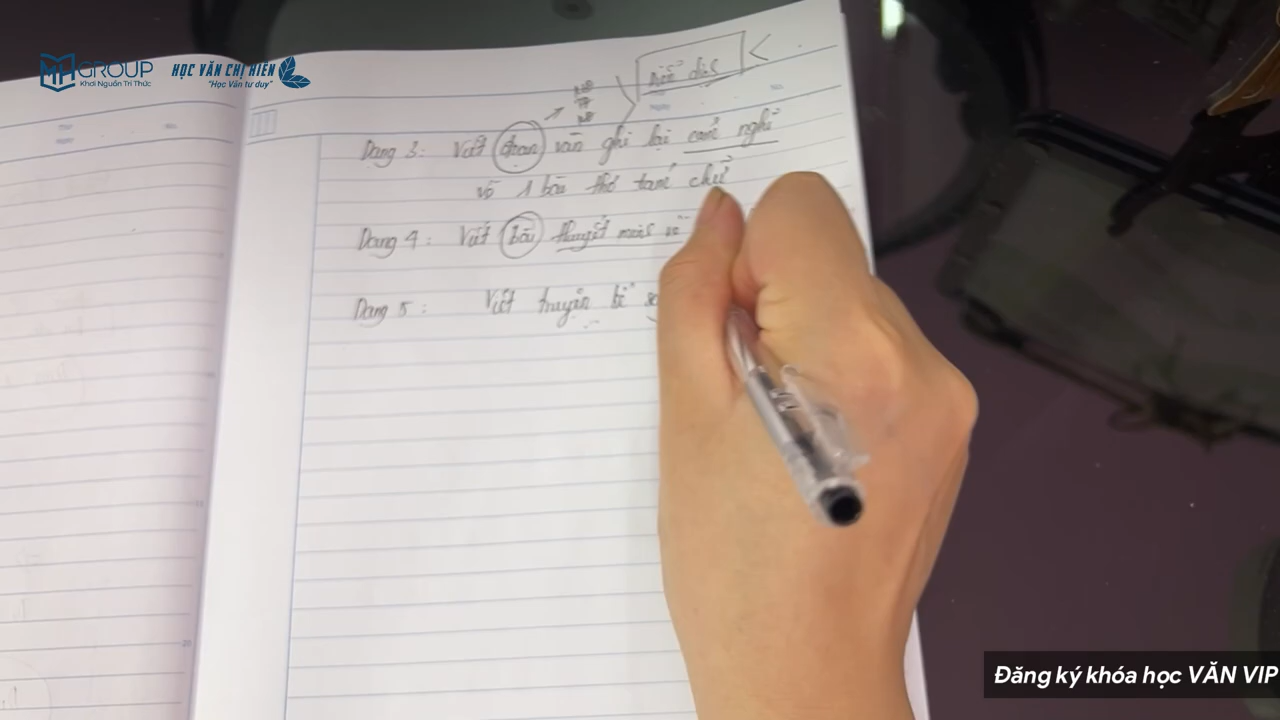 MH GROUP
Khơi Nguồn Tri Thức
HỌC VĂN CHỊ HIÊN
"Học Văn tư duy"
Dạng 3: Viết đoạn văn ghi lại cảm nghĩ
về 1 bài thơ tám chữ
Dạng 4: Viết bài thuyết minh về
Dạng 5: Viết truyện kể
Đăng ký khóa học VĂN VIP